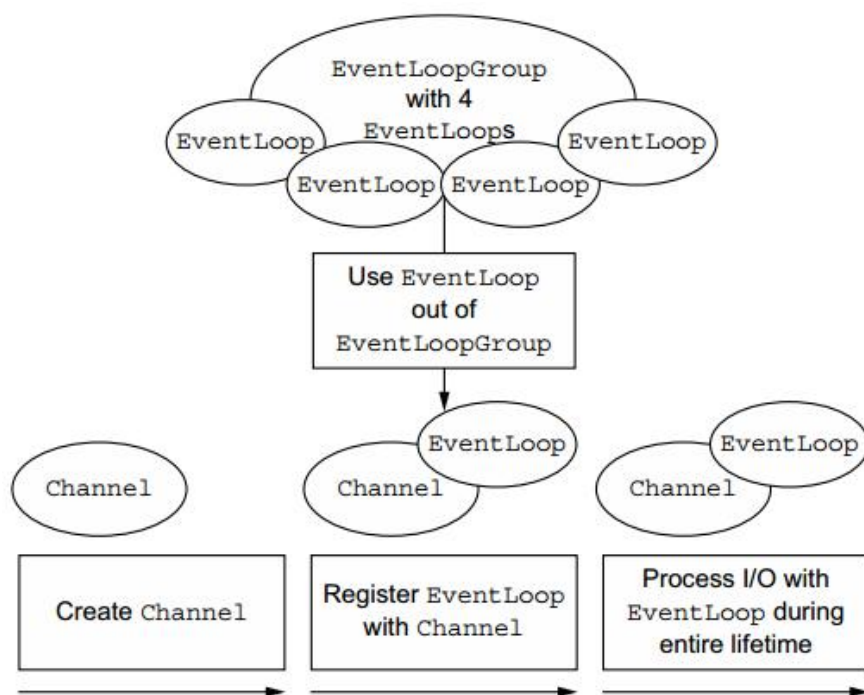 EventLoopGroup
with 4
EventLoops
EventLoop
EventLoop
EventLoop
EventLoop
Use EventLoop
out of
EventLoopGroup
EventLoop
EventLoop
Channel
Channel
Channel
Create Channel
Register EventLoop
with Channel
Process I/O with
EventLoop during
entire lifetime